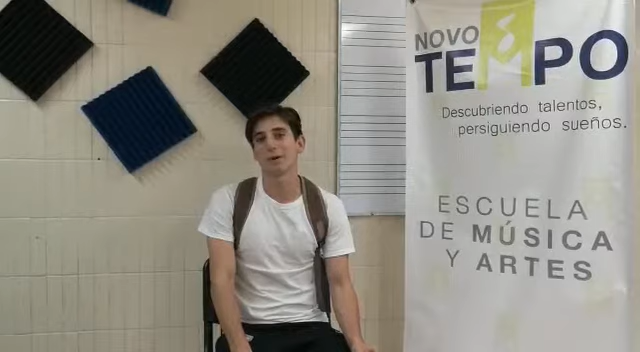 NOVO
TEMPO
Descubriendo talentos,
persiguiendo sueños.
ESCUELA
DE MÚSICA
Y ARTES